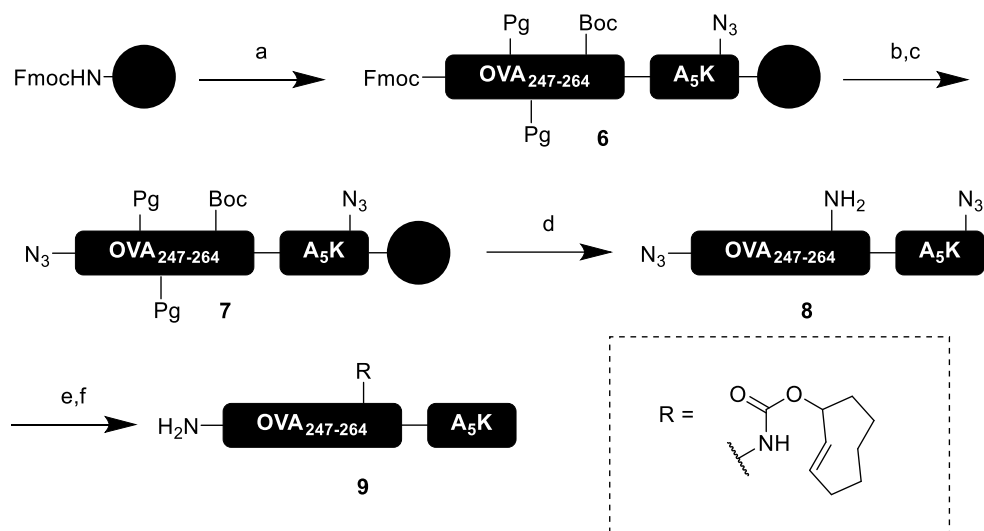 Pg Boc N₃
FmocHN a Fmoc OVA₂₄₇₋₂₆₄ A₅K b,c
Pg 6
Pg Boc N₃ NH₂ N₃
N₃ OVA₂₄₇₋₂₆₄ A₅K d N₃ OVA₂₄₇₋₂₆₄ A₅K
Pg 7 8
R
e,f H₂N OVA₂₄₇₋₂₆₄ A₅K
9
R = O O
NH